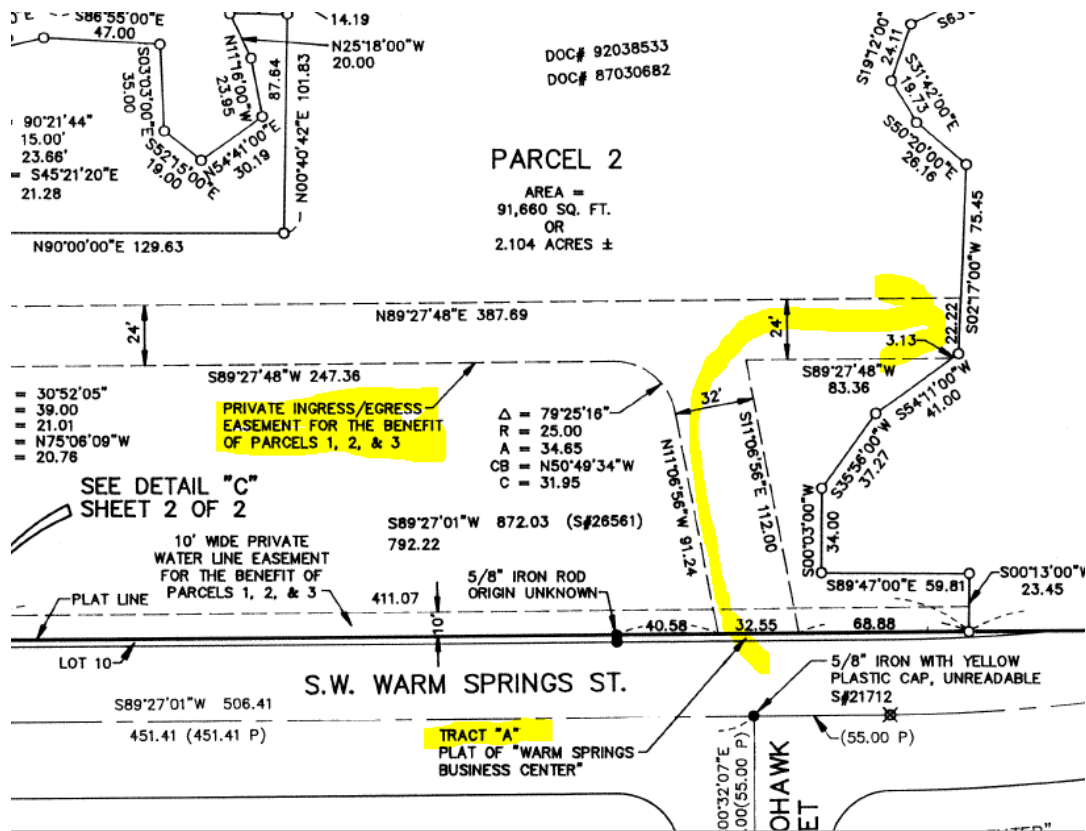 S86°55'00"E
47.00
14.19
N25°18'00"W
20.00
N11°16'00"W
23.95
87.64
N00°40'42"E 101.83
S03°03'00"E
35.00
S52°15'00"E
19.00
N54°41'00"E
30.19
90°21'44"
15.00'
23.66'
= S45°21'20"E
21.28
N90°00'00"E 129.63
DOC# 92038533
DOC# 87030682
S19°12'00"
24.11
S31°42'00"E
19.73
S50°20'00"E
26.16
S02°17'00"W 75.45
22.22
PARCEL 2
AREA =
91,660 SQ. FT.
OR
2.104 ACRES ±
N89°27'48"E 387.69
24'
24'
3.13
S89°27'48"W
83.36
S89°27'48"W 247.36
= 30°52'05"
= 39.00
= 21.01
= N75°06'09"W
= 20.76
PRIVATE INGRESS/EGRESS
EASEMENT FOR THE BENEFIT
OF PARCELS 1, 2, & 3
32'
Δ = 79°25'16"
R = 25.00
A = 34.65
CB = N50°49'34"W
C = 31.95
N11°06'56"W 91.24
S11°06'56"E 112.00
S54°11'00"W
41.00
S35°56'00"W
37.27
S00°03'00"W
34.00
SEE DETAIL "C"
SHEET 2 OF 2
S89°27'01"W 872.03 (S#26561)
792.22
10' WIDE PRIVATE
WATER LINE EASEMENT
FOR THE BENEFIT OF
PARCELS 1, 2, & 3
5/8" IRON ROD
ORIGIN UNKNOWN
S89°47'00"E 59.81
S00°13'00"W
23.45
PLAT LINE
411.07
10'
40.58
32.55
68.88
LOT 10
S.W. WARM SPRINGS ST.
5/8" IRON WITH YELLOW
PLASTIC CAP, UNREADABLE
S#21712
S89°27'01"W 506.41
451.41 (451.41 P)
TRACT "A"
PLAT OF "WARM SPRINGS
BUSINESS CENTER"
(55.00 P)
00°32'07"E
.00(55.00 P)
OHAWK
ET